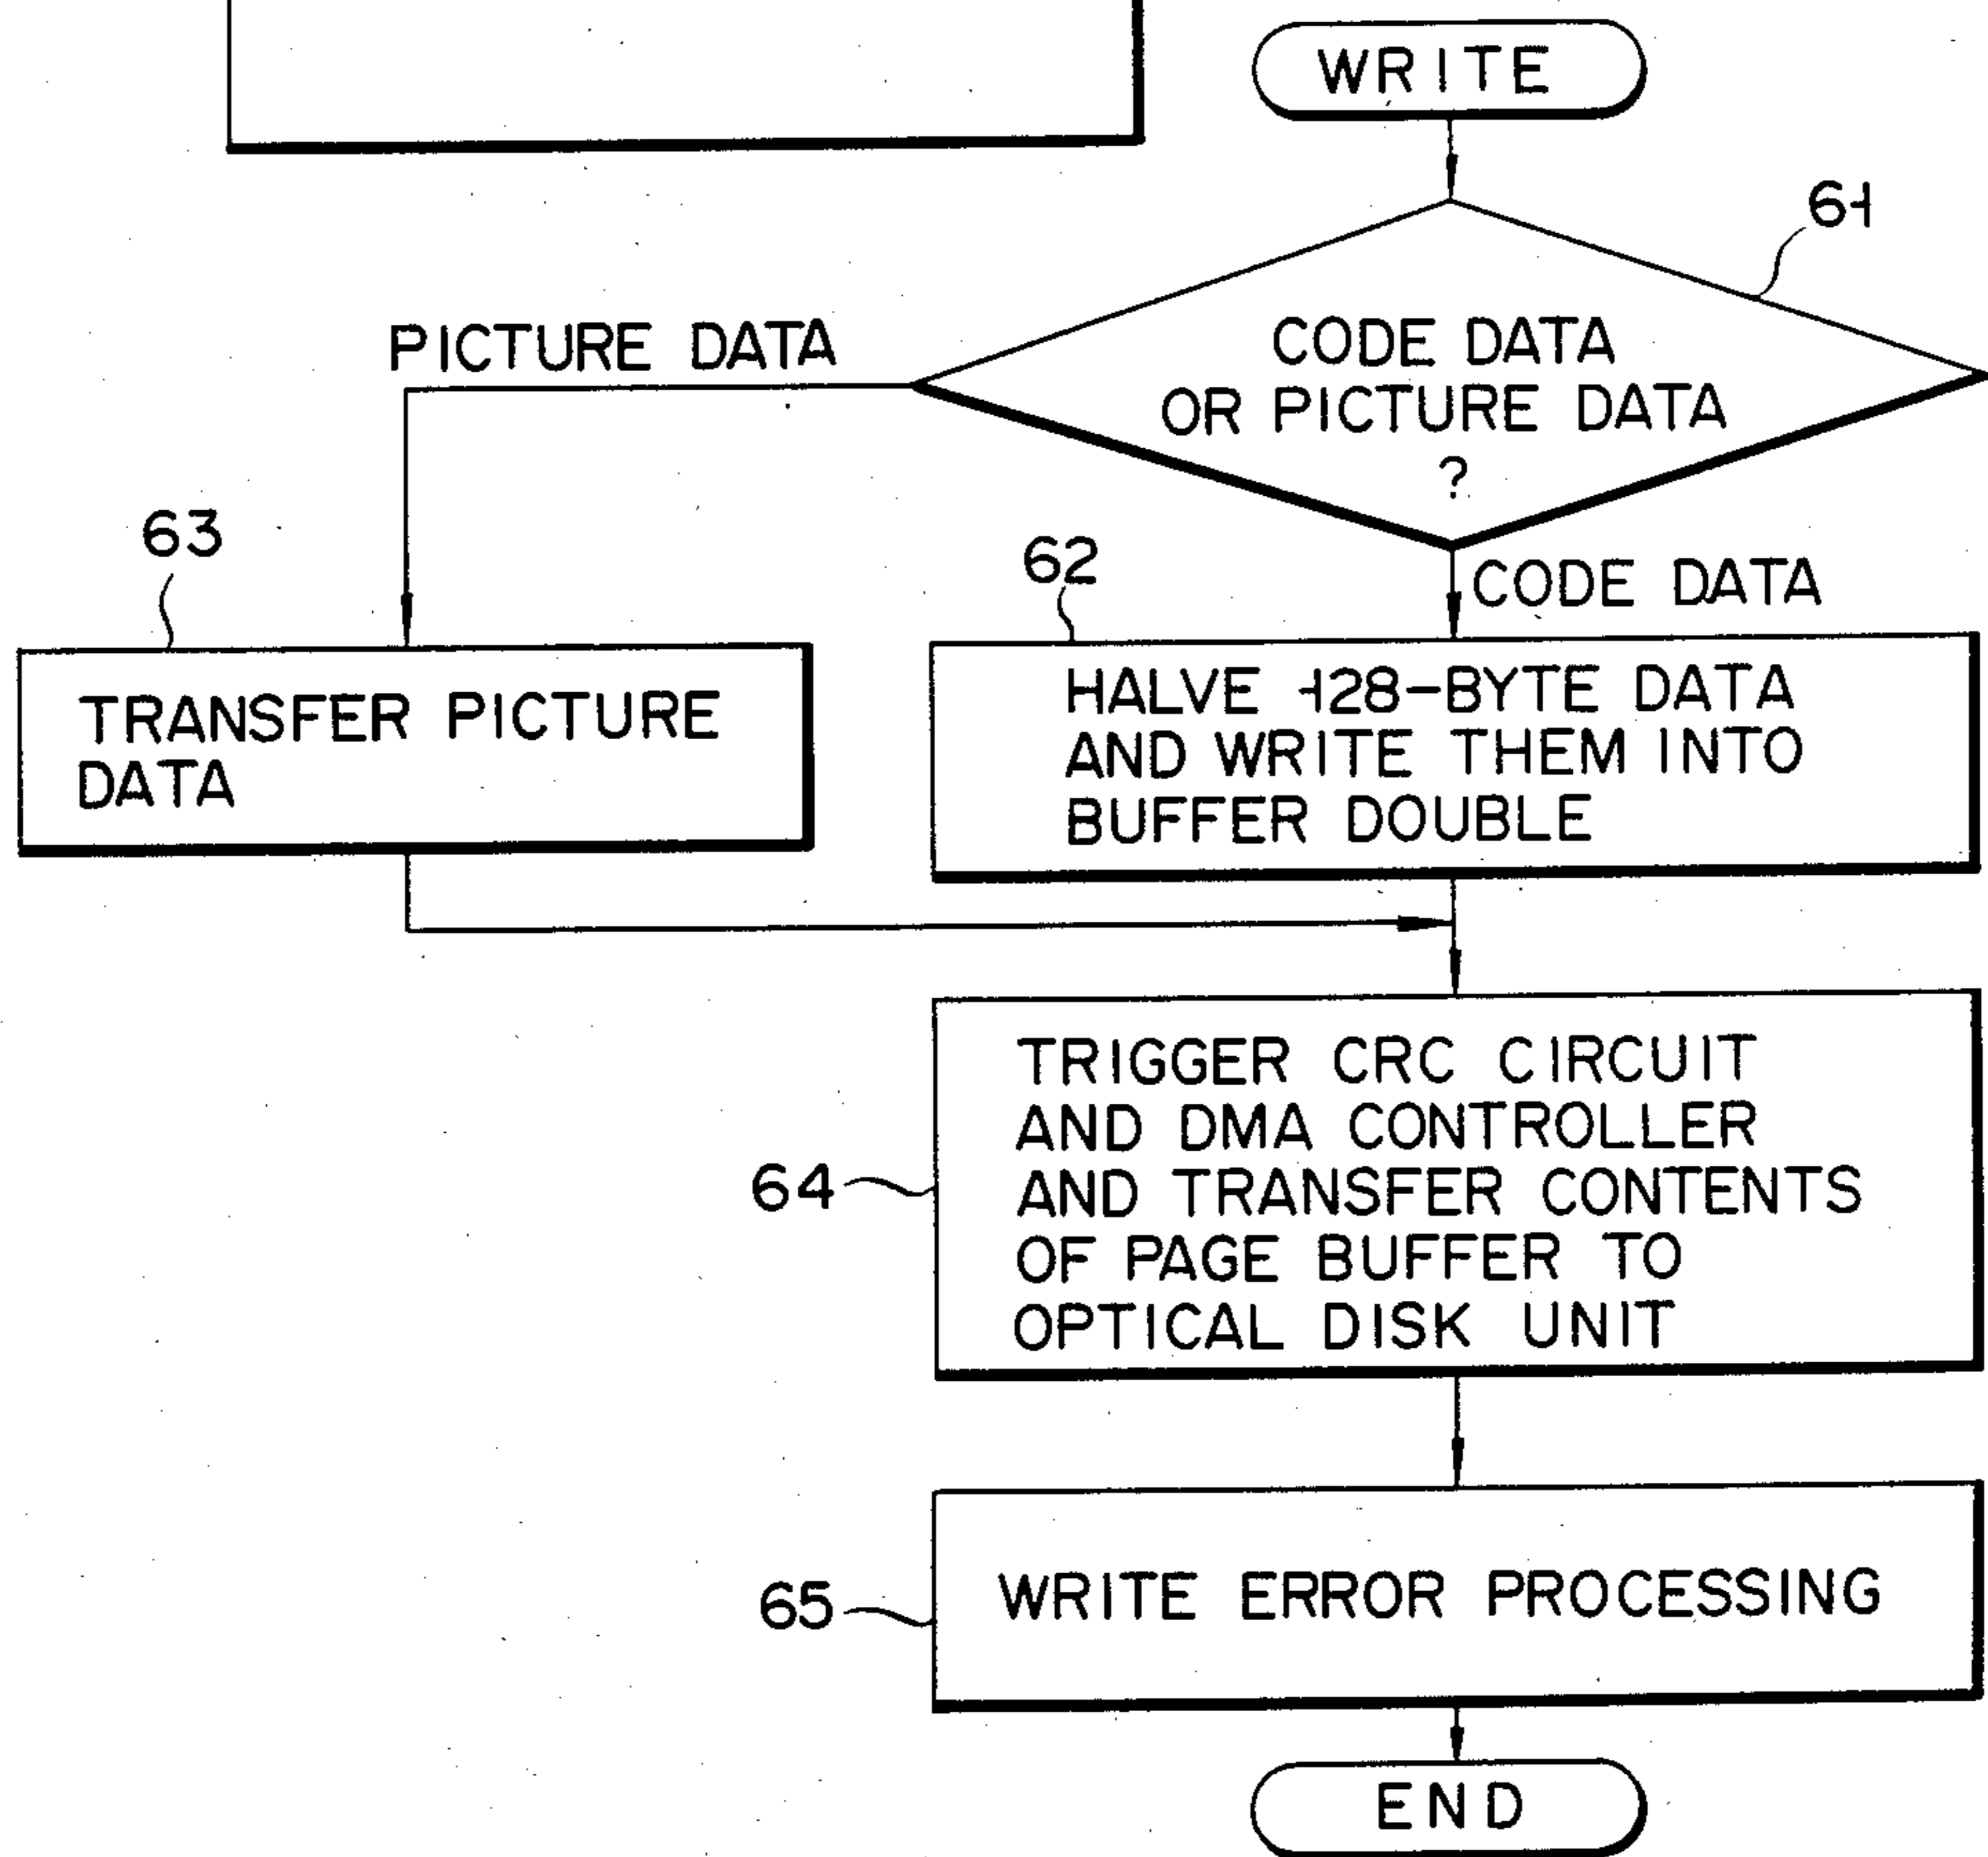 WRITE
61
CODE DATA
OR PICTURE DATA
?
PICTURE DATA
CODE DATA
63
TRANSFER PICTURE
DATA
62
HALVE 128-BYTE DATA
AND WRITE THEM INTO
BUFFER DOUBLE
64
TRIGGER CRC CIRCUIT
AND DMA CONTROLLER
AND TRANSFER CONTENTS
OF PAGE BUFFER TO
OPTICAL DISK UNIT
65
WRITE ERROR PROCESSING
END